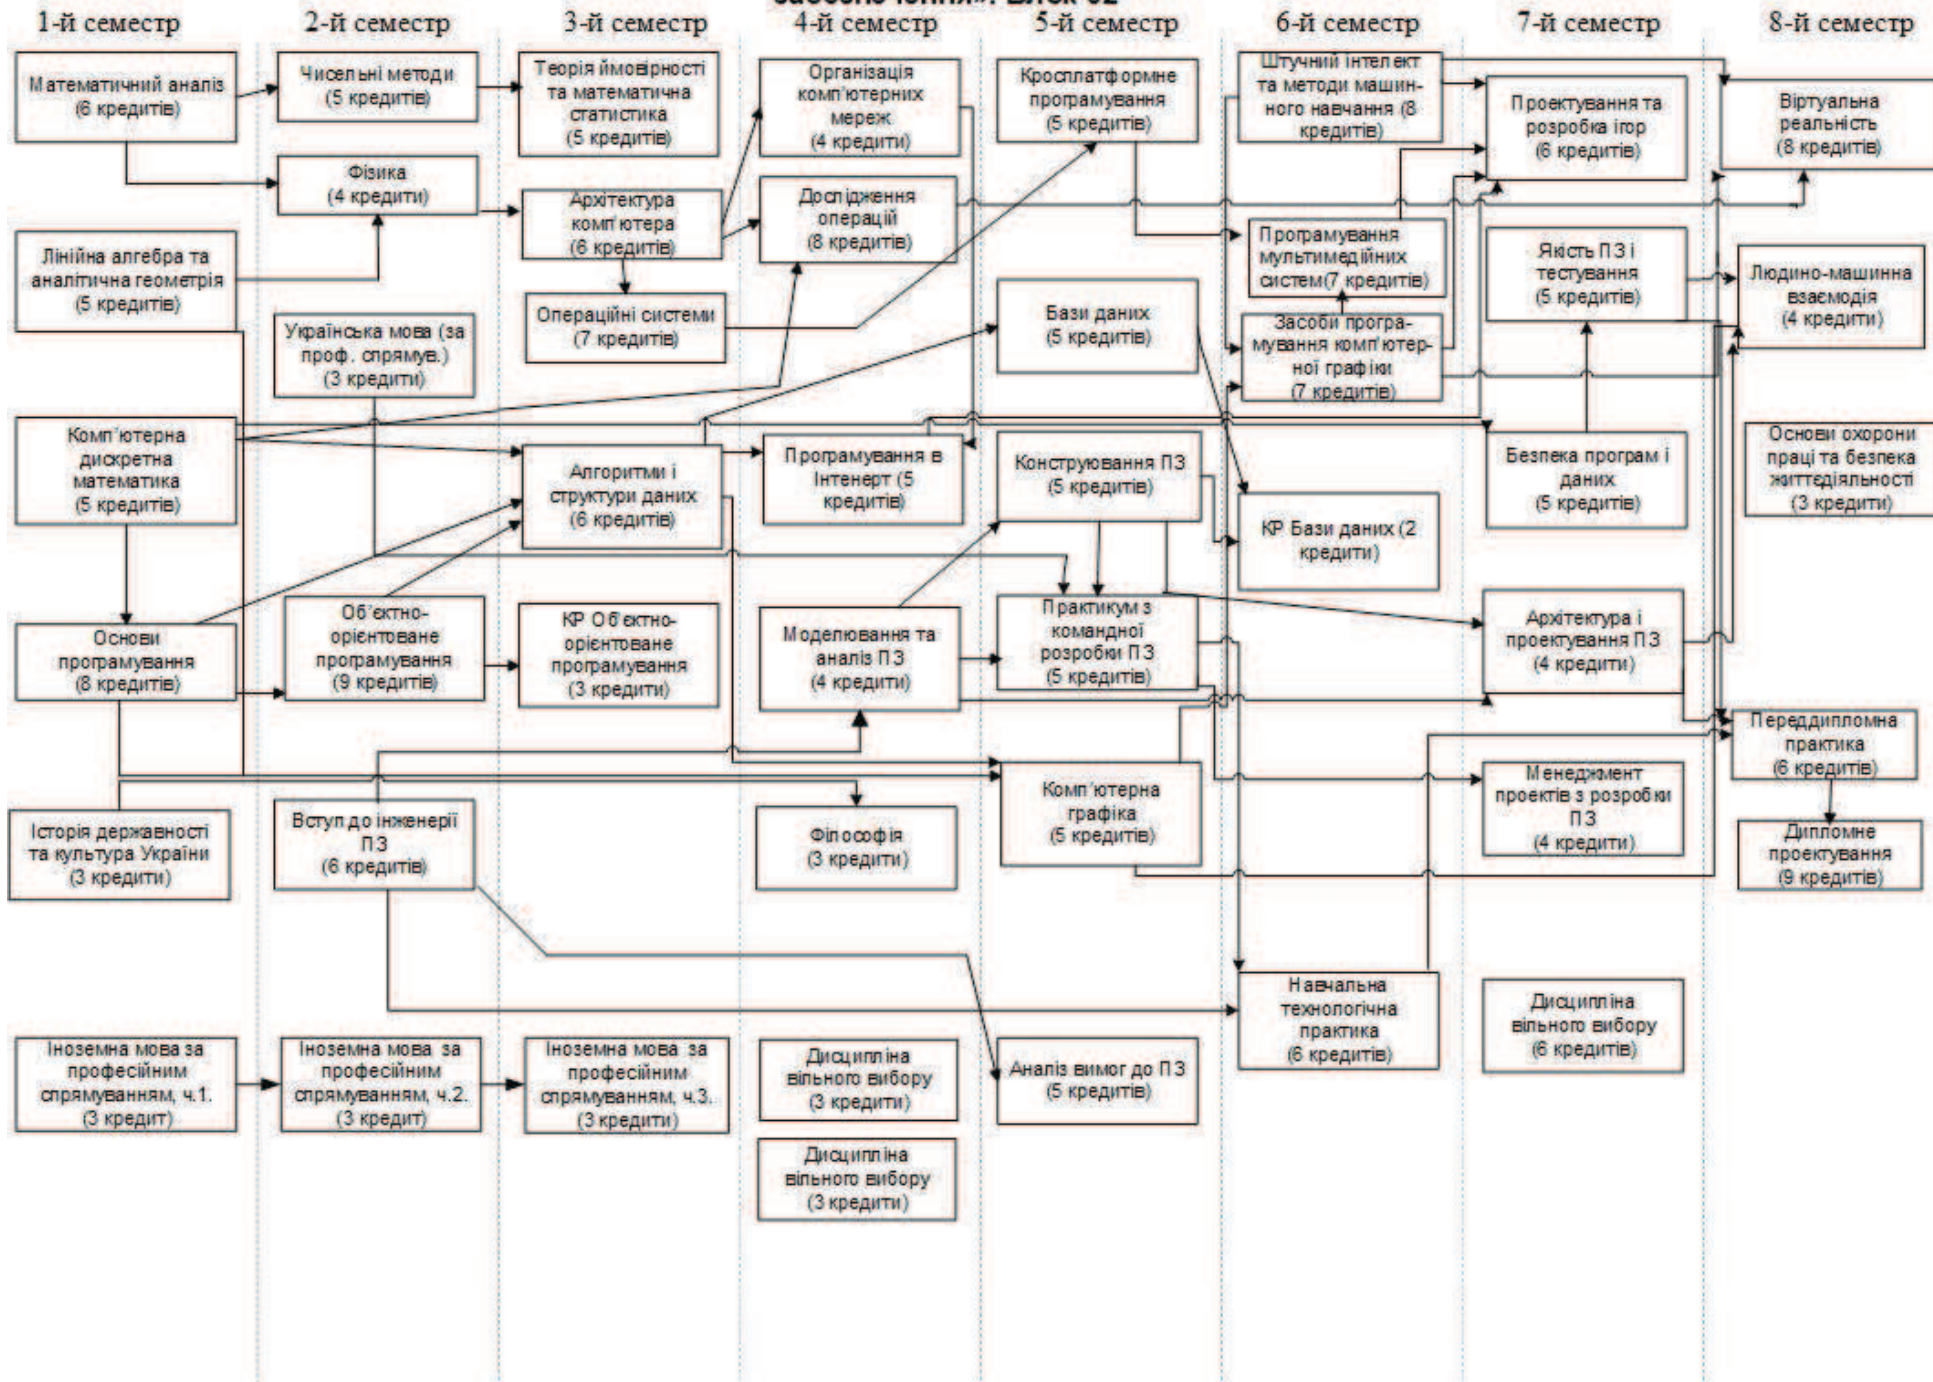 1-й семестр
2-й семестр
3-й семестр
4-й семестр
5-й семестр
6-й семестр
7-й семестр
8-й семестр
Математичний аналіз
(6 кредитів)
Лінійна алгебра та
аналітична геометрія
(5 кредитів)
Комп'ютерна
дискретна
математика
(5 кредитів)
Основи
програмування
(8 кредитів)
Історія державності
та культура України
(3 кредити)
Іноземна мова за
професійним
спрямуванням, ч.1.
(3 кредит)
Чисельні методи
(5 кредитів)
Фізика
(4 кредити)
Українська мова (за
проф. спрямув.)
(3 кредити)
Об'єктно-
орієнтоване
програмування
(9 кредитів)
Вступ до інженерії
ПЗ
(6 кредитів)
Іноземна мова за
професійним
спрямуванням, ч.2.
(3 кредит)
Теорія ймовірності
та математична
статистика
(5 кредитів)
Архітектура
комп'ютера
(6 кредитів)
Операційні системи
(7 кредитів)
Алгоритми і
структури даних
(6 кредитів)
КР Об'єктно-
орієнтоване
програмування
(3 кредити)
Іноземна мова за
професійним
спрямуванням, ч.3.
(3 кредити)
Організація
комп'ютерних
мереж
(4 кредити)
Дослідження
операцій
(8 кредитів)
Програмування в
Інтенерт (5
кредитів)
Моделювання та
аналіз ПЗ
(4 кредити)
Філософія
(3 кредити)
Дисципліна
вільного вибору
(3 кредити)
Дисципліна
вільного вибору
(3 кредити)
Кросплатформне
програмування
(5 кредитів)
Бази даних
(5 кредитів)
Конструювання ПЗ
(5 кредитів)
Практикум з
командної
розробки ПЗ
(5 кредитів)
Комп'ютерна
графіка
(5 кредитів)
Аналіз вимог до ПЗ
(5 кредитів)
Штучний інтелект
та методи машин-
ного навчання (8
кредитів)
Програмування
мультимедійних
систем(7 кредитів)
Засоби програ-
мування комп'ютер-
ної графіки
(7 кредитів)
КР Бази даних (2
кредити)
Навчальна
технологічна
практика
(6 кредитів)
Проектування та
розробка ігор
(6 кредитів)
Якість ПЗ і
тестування
(5 кредитів)
Безпека програм і
даних
(5 кредитів)
Архітектура і
проектування ПЗ
(4 кредити)
Менеджмент
проектів з розробки
ПЗ
(4 кредити)
Дисципліна
вільного вибору
(6 кредитів)
Віртуальна
реальність
(8 кредитів)
Людино-машинна
взаємодія
(4 кредити)
Основи охорони
праці та безпека
життєдіяльності
(3 кредити)
Переддипломна
практика
(6 кредитів)
Дипломне
проектування
(9 кредитів)